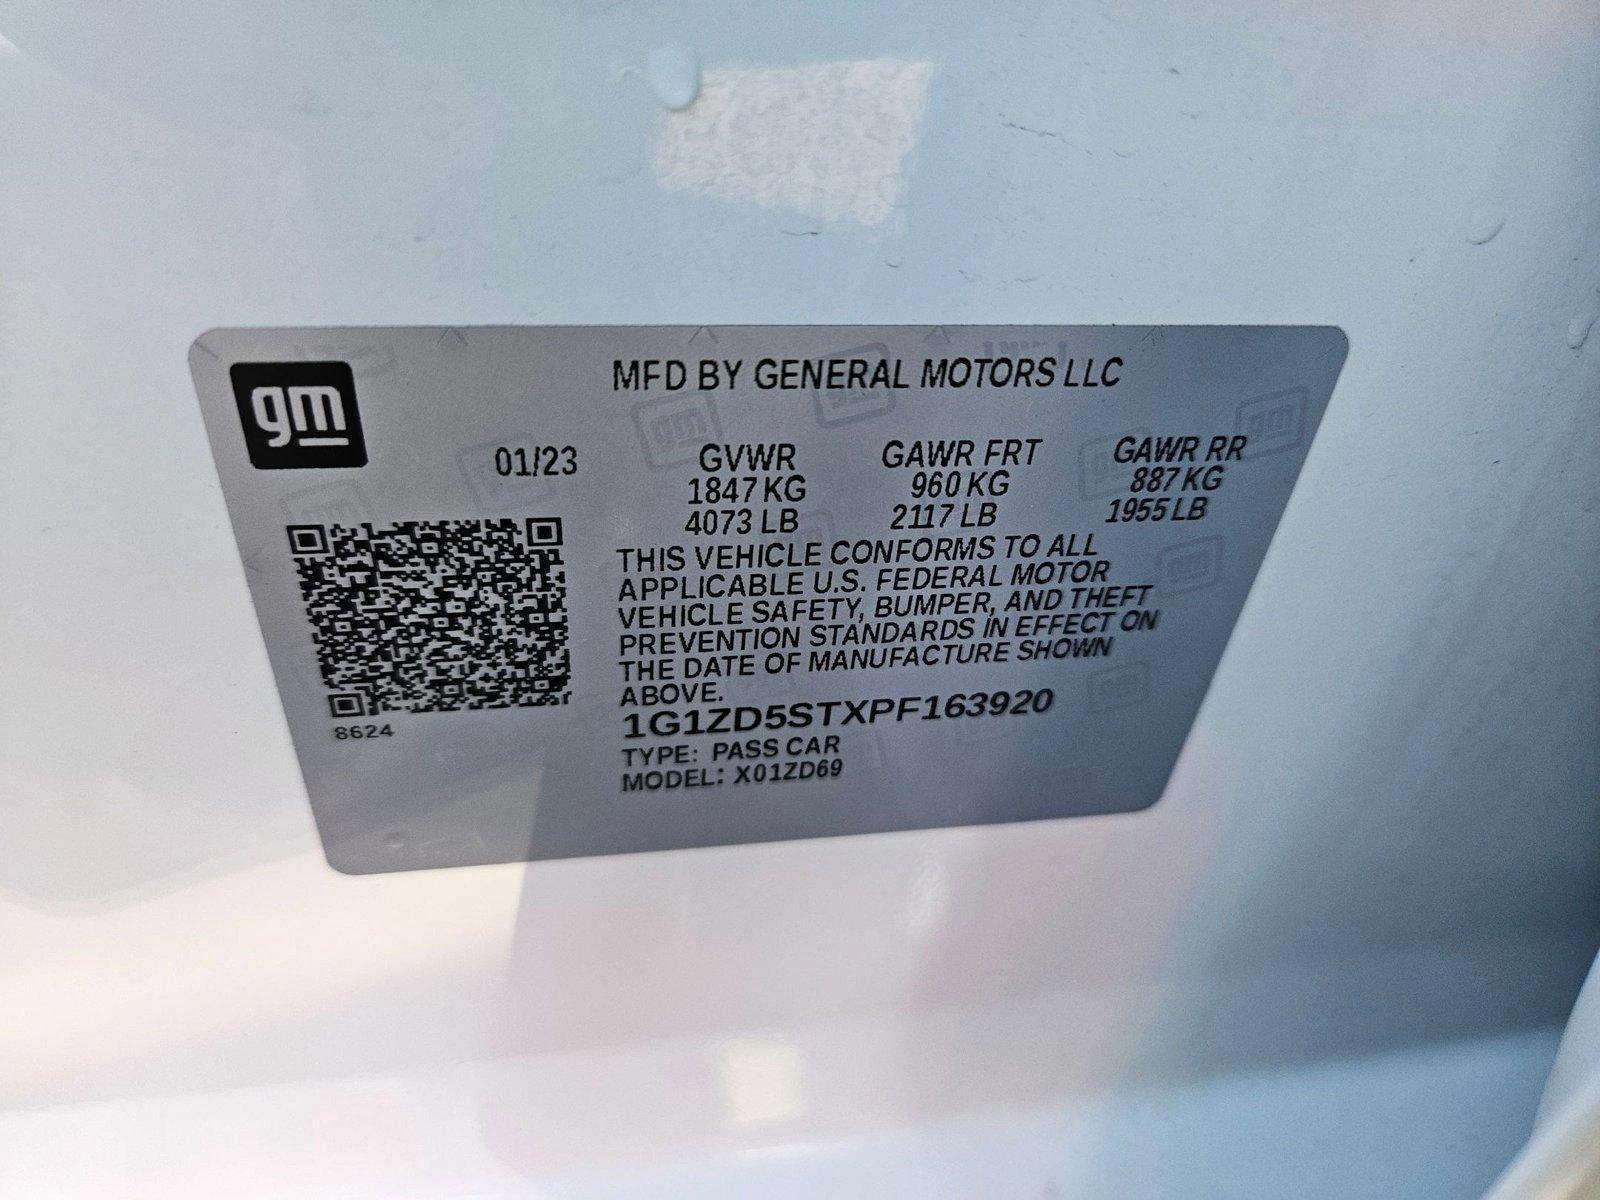 gm
MFD BY GENERAL MOTORS LLC
01/23 GVWR GAWR FRT GAWR RR
1847 KG 960 KG 887 KG
4073 LB 2117 LB 1955 LB
THIS VEHICLE CONFORMS TO ALL
APPLICABLE U.S. FEDERAL MOTOR
VEHICLE SAFETY, BUMPER, AND THEFT
PREVENTION STANDARDS IN EFFECT ON
THE DATE OF MANUFACTURE SHOWN
ABOVE.
1G1ZD5STXPF163920
TYPE: PASS CAR
MODEL: X01ZD69
8624